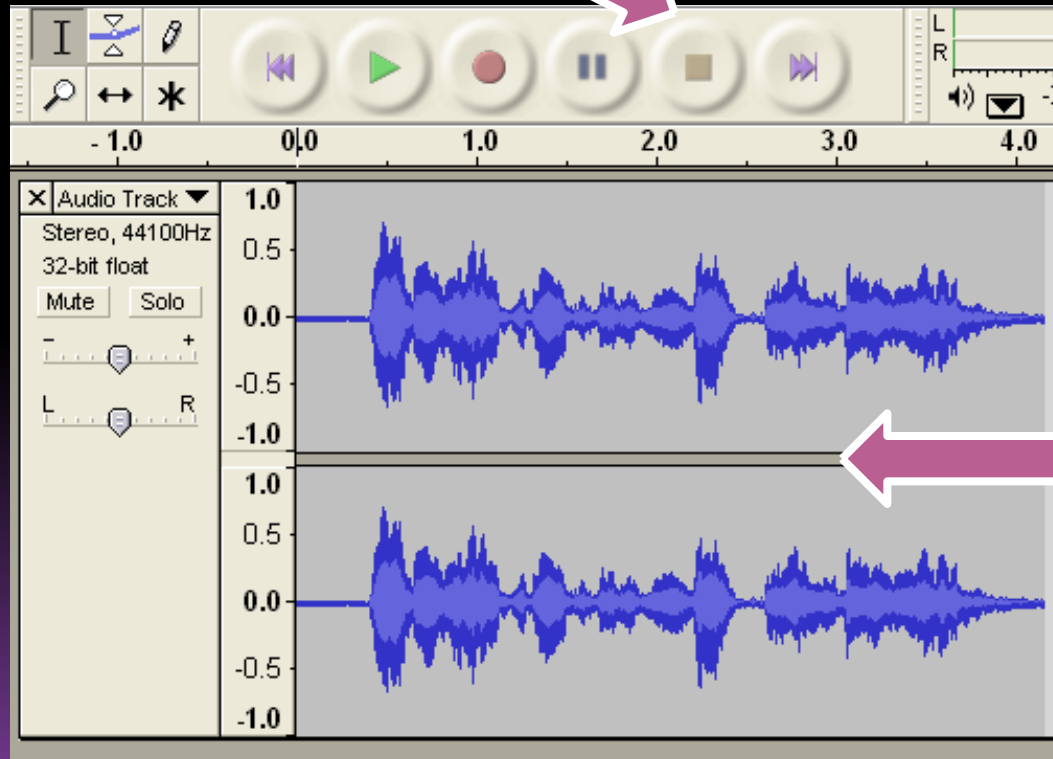 L
R
-1
- 1.0 0.0 1.0 2.0 3.0 4.0
X Audio Track
Stereo, 44100Hz
32-bit float
Mute Solo
- +
L R
1.0
0.5
0.0
-0.5
-1.0
1.0
0.5
0.0
-0.5
-1.0